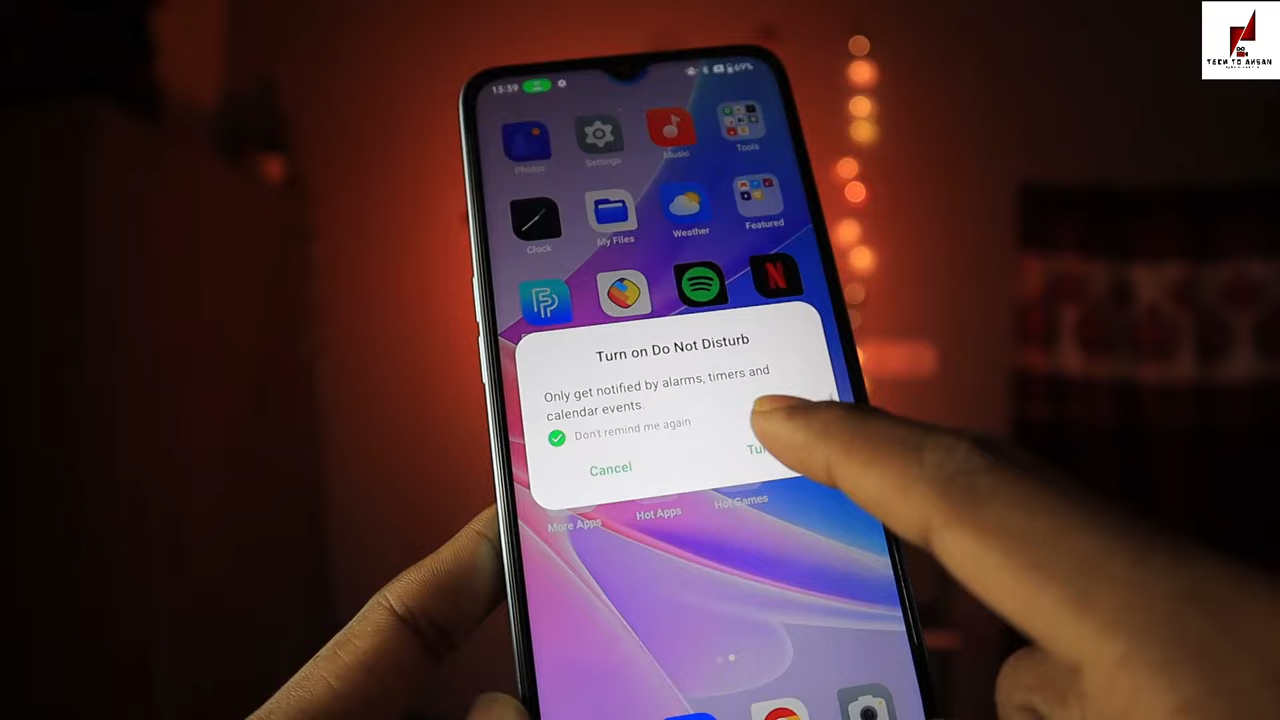 TECH TO AHSAN
15:59
69%
Photos
Settings
Music
Tools
Clock
My Files
Weather
Featured
Turn on Do Not Disturb
Only get notified by alarms, timers and
calendar events.
Don't remind me again
Cancel
More Apps
Hot Apps
Hot Games